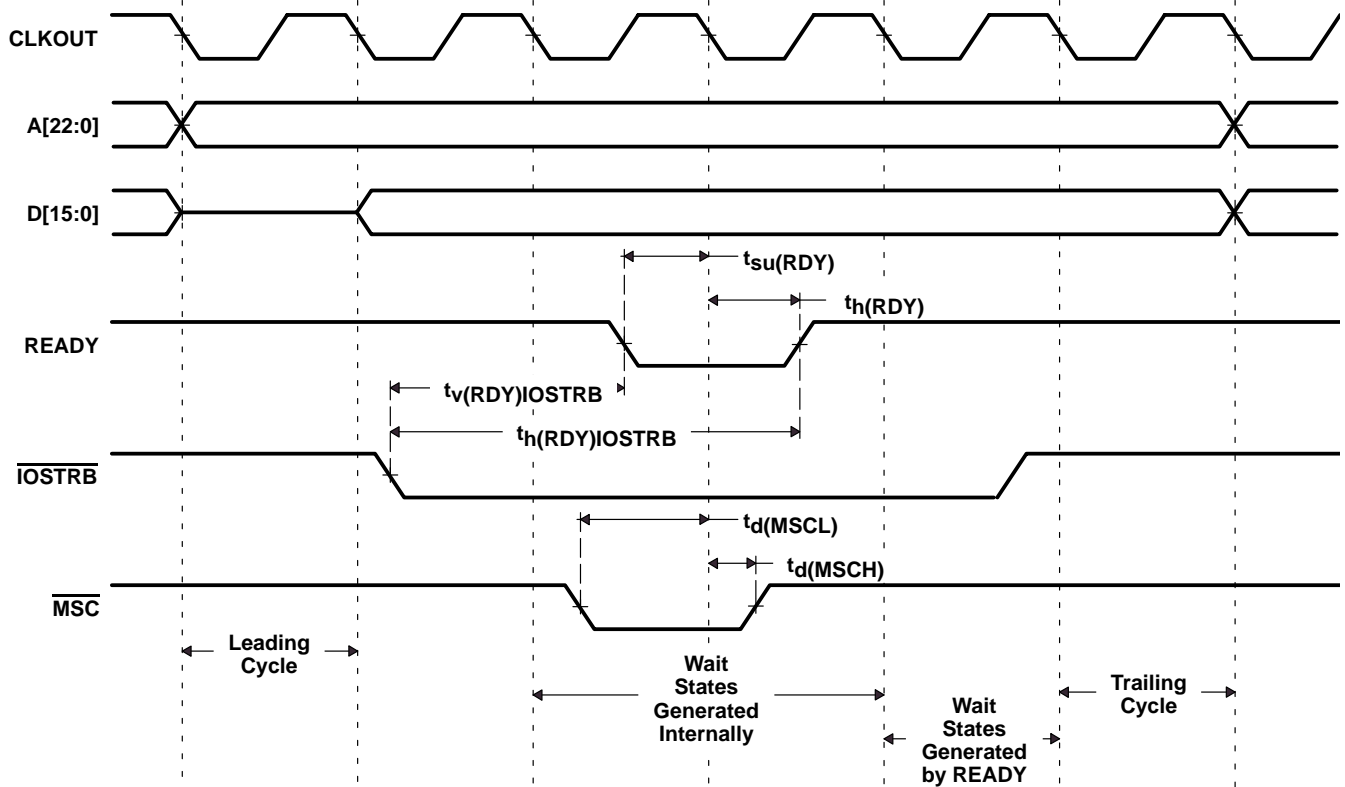 CLKOUT
A[22:0]
D[15:0]
tsu(RDY)
th(RDY)
READY
tv(RDY)IOSTRB
th(RDY)IOSTRB
IOSTRB
td(MSCL)
td(MSCH)
MSC
Leading
Cycle
Wait
States
Generated
Internally
Wait
States
Generated
by READY
Trailing
Cycle